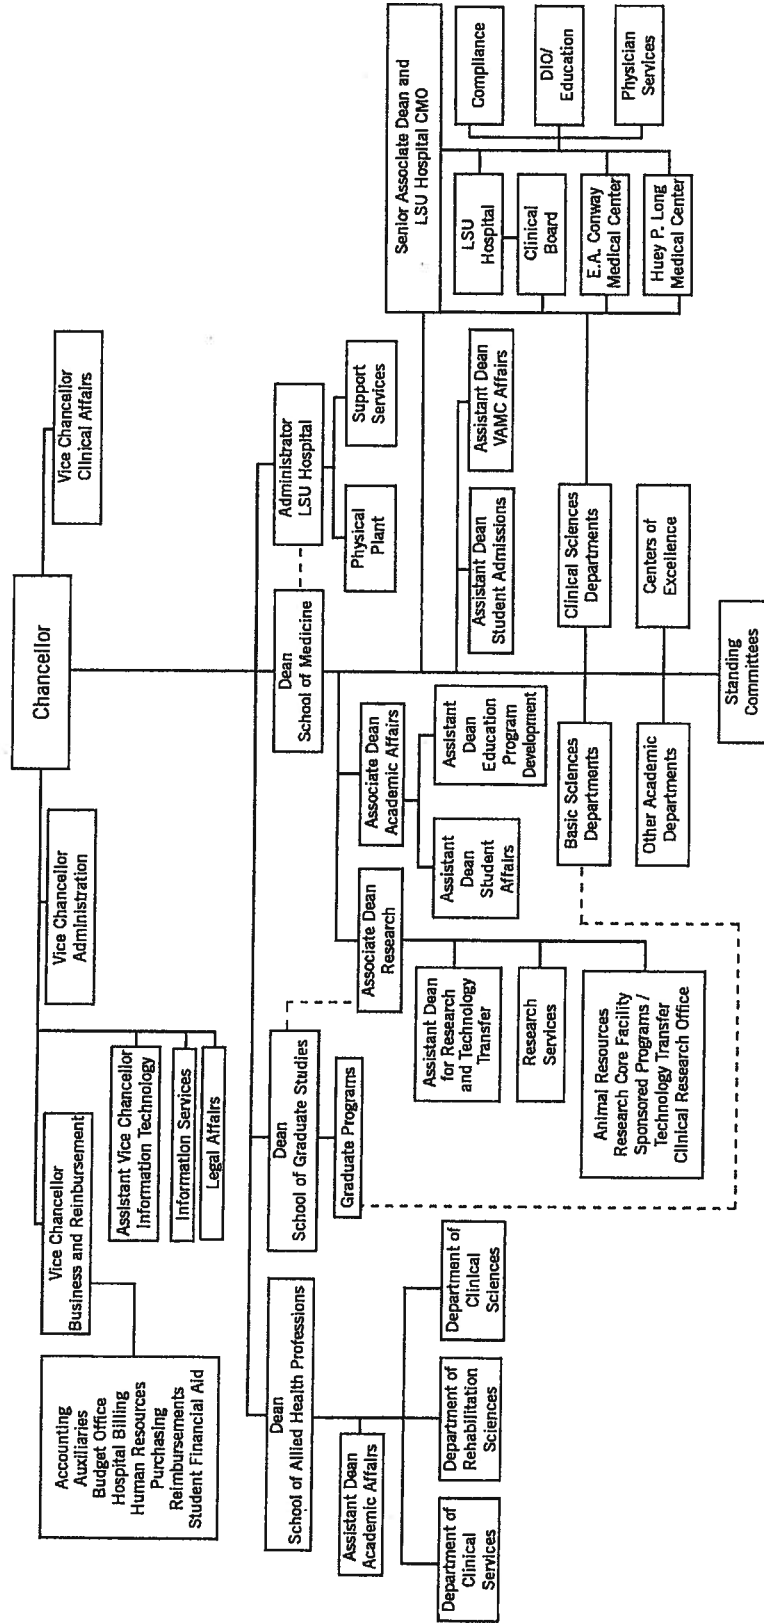 Chancellor
Vice Chancellor
Clinical Affairs
Vice Chancellor
Administration
Vice Chancellor
Business and Reimbursement
Accounting
Auxiliaries
Budget Office
Hospital Billing
Human Resources
Purchasing
Reimbursements
Student Financial Aid
Assistant Vice Chancellor
Information Technology
Information Services
Legal Affairs
Dean
School of Allied Health Professions
Assistant Dean
Academic Affairs
Department of
Clinical
Services
Department of
Rehabilitation
Sciences
Department of
Clinical
Sciences
Dean
School of Graduate Studies
Graduate Programs
Dean
School of Medicine
Administrator
LSU Hospital
Physical
Plant
Support
Services
Associate Dean
Research
Assistant Dean
for Research
and Technology
Transfer
Research
Services
Animal Resources
Research Core Facility
Sponsored Programs /
Technology Transfer
Clinical Research Office
Associate Dean
Academic Affairs
Assistant
Dean
Student
Affairs
Assistant
Dean
Education
Program
Development
Assistant Dean
Student Admissions
Assistant Dean
VAMC Affairs
Basic Sciences
Departments
Clinical Sciences
Departments
Other Academic
Departments
Centers of
Excellence
Standing
Committees
Senior Associate Dean and
LSU Hospital CMO
LSU
Hospital
Clinical
Board
E.A. Conway
Medical Center
Huey P. Long
Medical Center
Compliance
DIO/
Education
Physician
Services